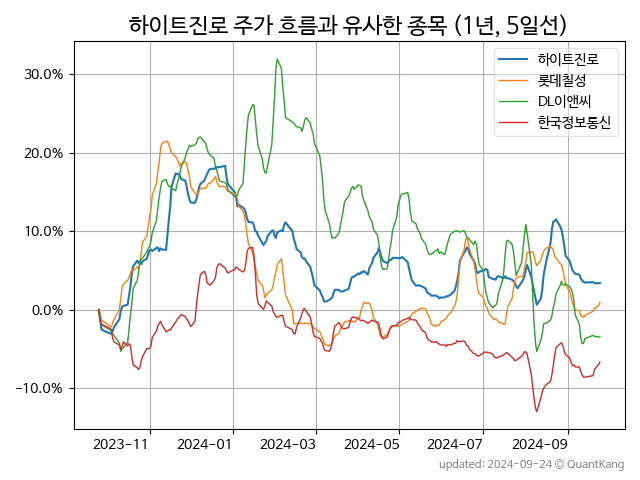 하이트진로 주가 흐름과 유사한 종목 (1년, 5일선)
하이트진로
롯데칠성
DL이앤씨
한국정보통신
30.0%
20.0%
10.0%
0.0%
−10.0%
2023-11 2024-01 2024-03 2024-05 2024-07 2024-09
updated: 2024-09-24 © QuantKang